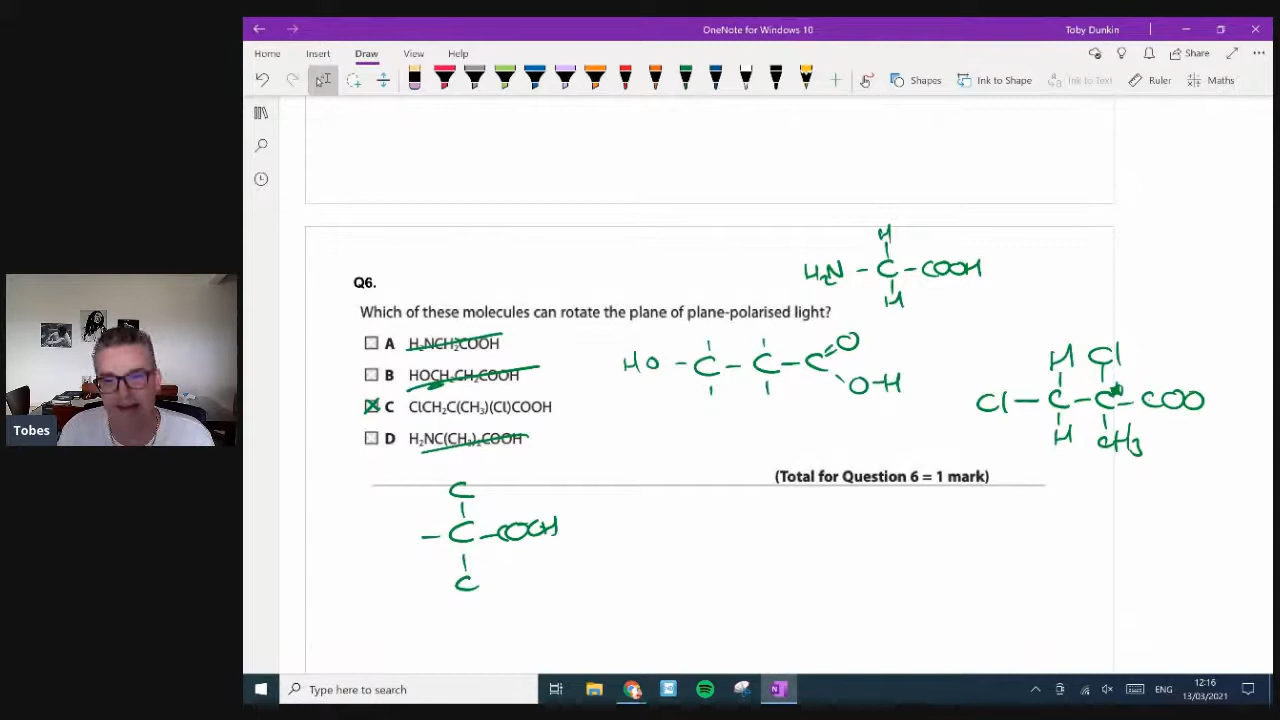 OneNote for Windows 10
Toby Dunkin
Home Insert Draw View Help
Share
Shapes Ink to Shape Ink to Text Ruler Maths
Q6.
Which of these molecules can rotate the plane of plane-polarised light?
A H₂NCH₂COOH
B HOCH₂CH₂COOH
C ClCH₂C(CH₃)(Cl)COOH
D H₂NC(CH₃)₂COOH
(Total for Question 6 = 1 mark)
H
H₂N - C - COOH
H
HO - C - C - C O
O-H
H Cl
Cl - C - C - COO
H CH3
C
- C - COOH
C
Tobes
Type here to search
ENG
12:16
13/03/2021